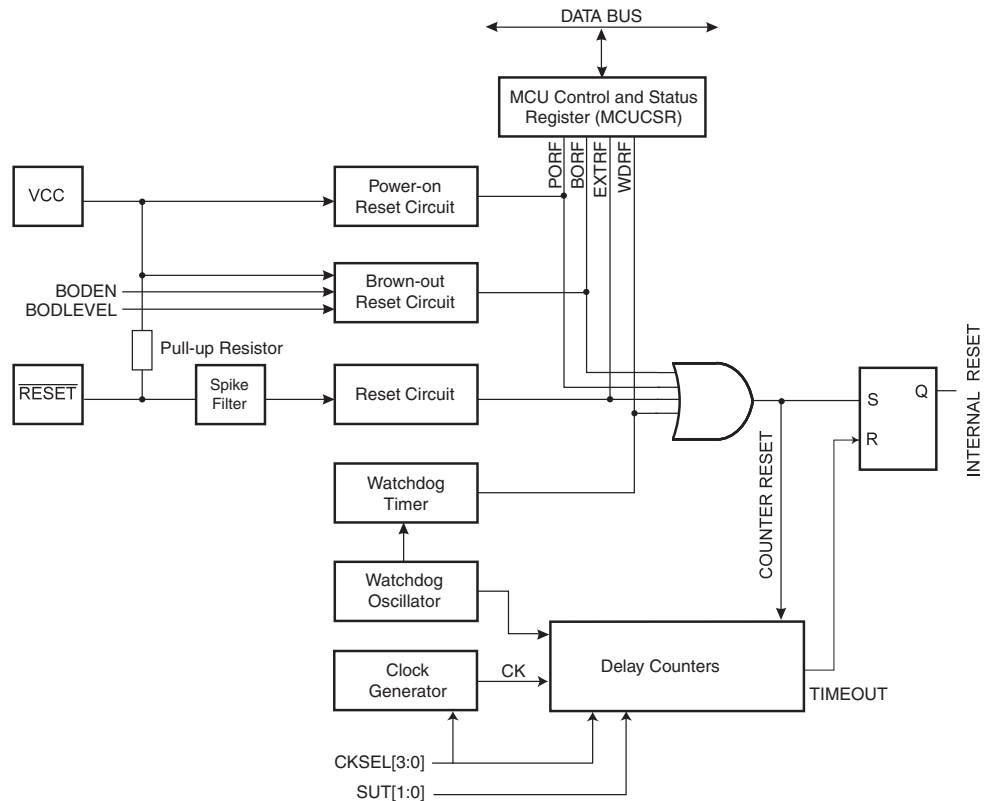 DATA BUS
MCU Control and Status
Register (MCUCSR)
PORF
BORF
EXTRF
WDRF
VCC
Power-on
Reset Circuit
BODEN
BODLEVEL
Brown-out
Reset Circuit
Pull-up Resistor
RESET
Spike
Filter
Reset Circuit
S
Q
R
INTERNAL RESET
COUNTER RESET
Watchdog
Timer
Watchdog
Oscillator
Clock
Generator
CK
Delay Counters
TIMEOUT
CKSEL[3:0]
SUT[1:0]